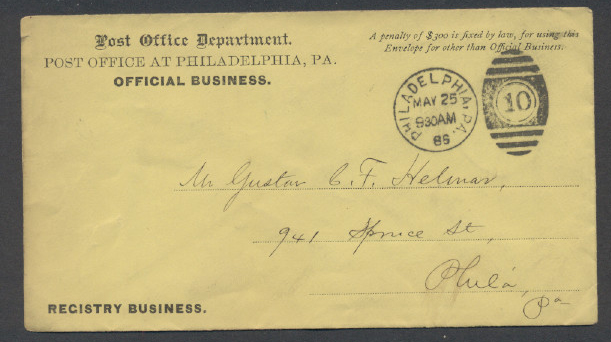 Post Office Department.
POST OFFICE AT PHILADELPHIA, PA.
OFFICIAL BUSINESS.
A penalty of $300 is fixed by law, for using this
Envelope for other than Official Business.
PHILADELPHIA, PA.
MAY 25
930AM
86
10
Mr Gustav C. F. Helmar,
941 Spruce St,
Phila,
Pa
REGISTRY BUSINESS.